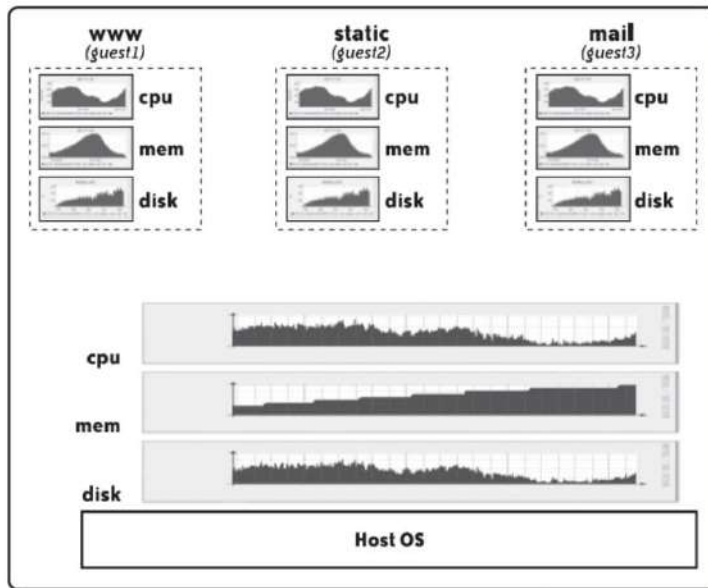 www
(guest1)
cpu
mem
disk
static
(guest2)
cpu
mem
disk
mail
(guest3)
cpu
mem
disk
cpu
mem
disk
Host OS